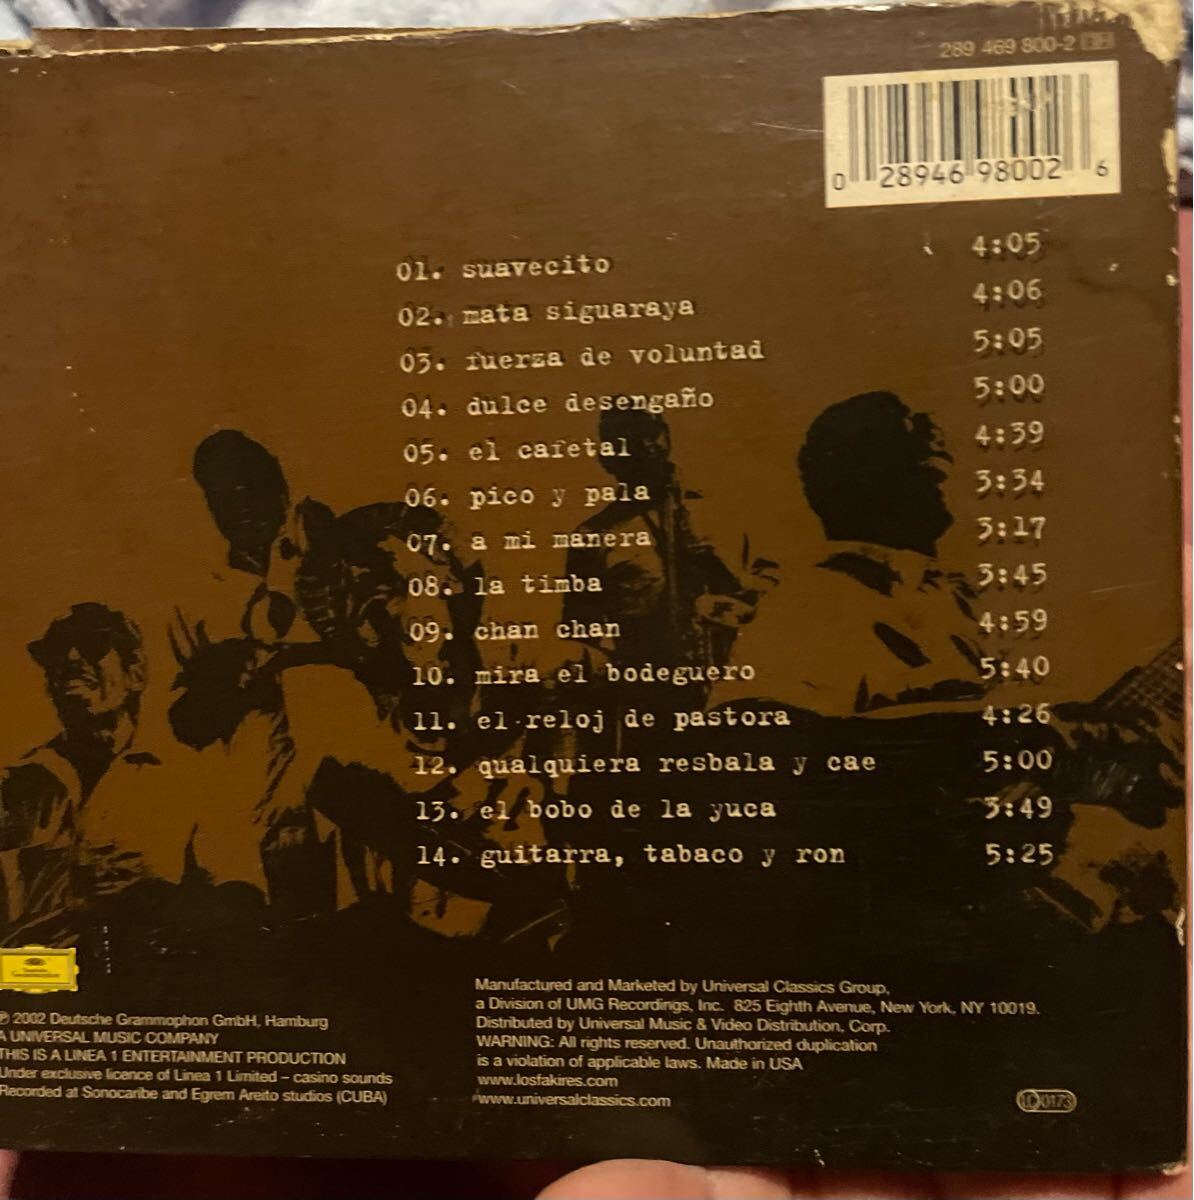 289 469 800-2
0 28946 98002 6
01. suavecito 4:05
02. mata siguaraya 4:06
03. fuerza de voluntad 5:05
04. dulce desengaño 5:00
05. el cafetal 4:39
06. pico y pala 3:34
07. a mi manera 3:17
08. la timba 3:45
09. chan chan 4:59
10. mira el bodeguero 5:40
11. el reloj de pastora 4:26
12. qualquiera resbala y cae 5:00
13. el bobo de la yuca 3:49
14. guitarra, tabaco y ron 5:25
Deutsche
Grammophon
℗ 2002 Deutsche Grammophon GmbH, Hamburg
A UNIVERSAL MUSIC COMPANY
THIS IS A LINEA 1 ENTERTAINMENT PRODUCTION
Under exclusive licence of Linea 1 Limited – casino sounds
Recorded at Sonocaribe and Egrem Areito studios (CUBA)
Manufactured and Marketed by Universal Classics Group,
a Division of UMG Recordings, Inc. 825 Eighth Avenue, New York, NY 10019.
Distributed by Universal Music & Video Distribution, Corp.
WARNING: All rights reserved. Unauthorized duplication
is a violation of applicable laws. Made in USA
www.losfakires.com
www.universalclassics.com
LC 0173